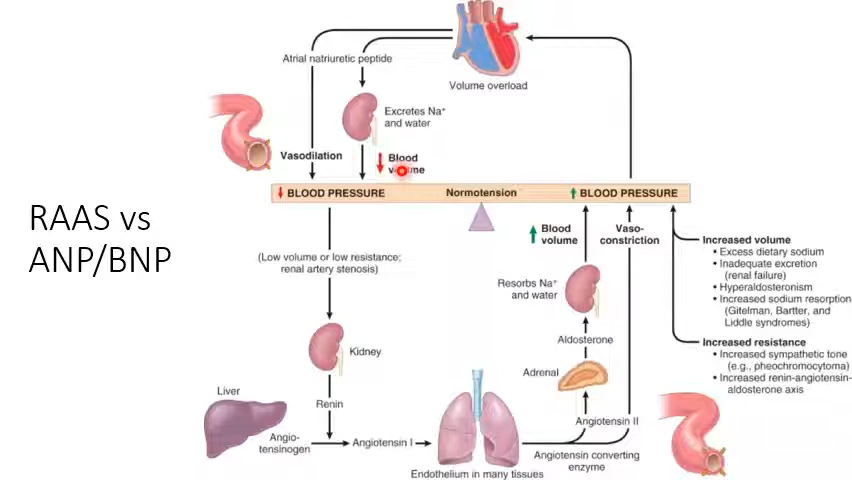 RAAS vs
ANP/BNP
Atrial natriuretic peptide
Volume overload
Excretes Na⁺
and water
Vasodilation
Blood
volume
BLOOD PRESSURE
Normotension
BLOOD PRESSURE
(Low volume or low resistance;
renal artery stenosis)
Blood
volume
Vaso-
constriction
Increased volume
• Excess dietary sodium
• Inadequate excretion
(renal failure)
• Hyperaldosteronism
• Increased sodium resorption
(Gitelman, Bartter, and
Liddle syndromes)
Resorbs Na⁺
and water
Increased resistance
• Increased sympathetic tone
(e.g., pheochromocytoma)
• Increased renin-angiotensin-
aldosterone axis
Aldosterone
Kidney
Adrenal
Liver
Renin
Angiotensin II
Angio-
tensinogen
Angiotensin I
Angiotensin converting
enzyme
Endothelium in many tissues